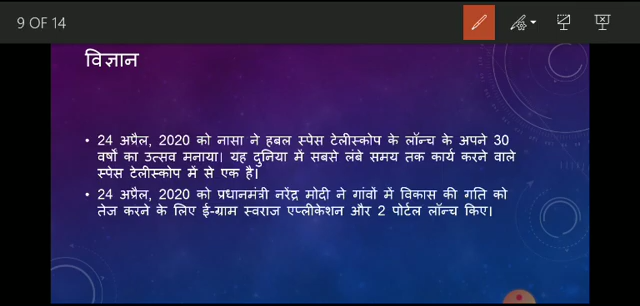 9 OF 14
विज्ञान
• 24 अप्रैल, 2020 को नासा ने हबल स्पेस टेलीस्कोप के लॉन्च के अपने 30
वर्षों का उत्सव मनाया। यह दुनिया में सबसे लंबे समय तक कार्य करने वाले
स्पेस टेलीस्कोप में से एक है।
• 24 अप्रैल, 2020 को प्रधानमंत्री नरेंद्र मोदी ने गांवों में विकास की गति को
तेज करने के लिए ई-ग्राम स्वराज एप्लीकेशन और 2 पोर्टल लॉन्च किए।